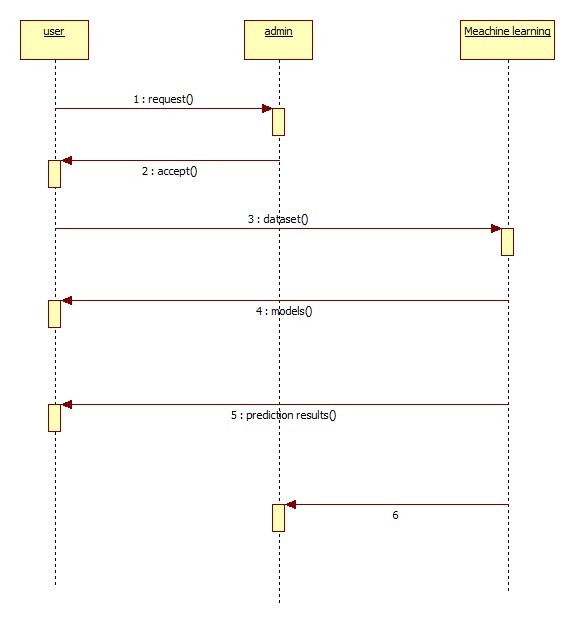 user
admin
Meachine learning
1 : request()
2 : accept()
3 : dataset()
4 : models()
5 : prediction results()
6